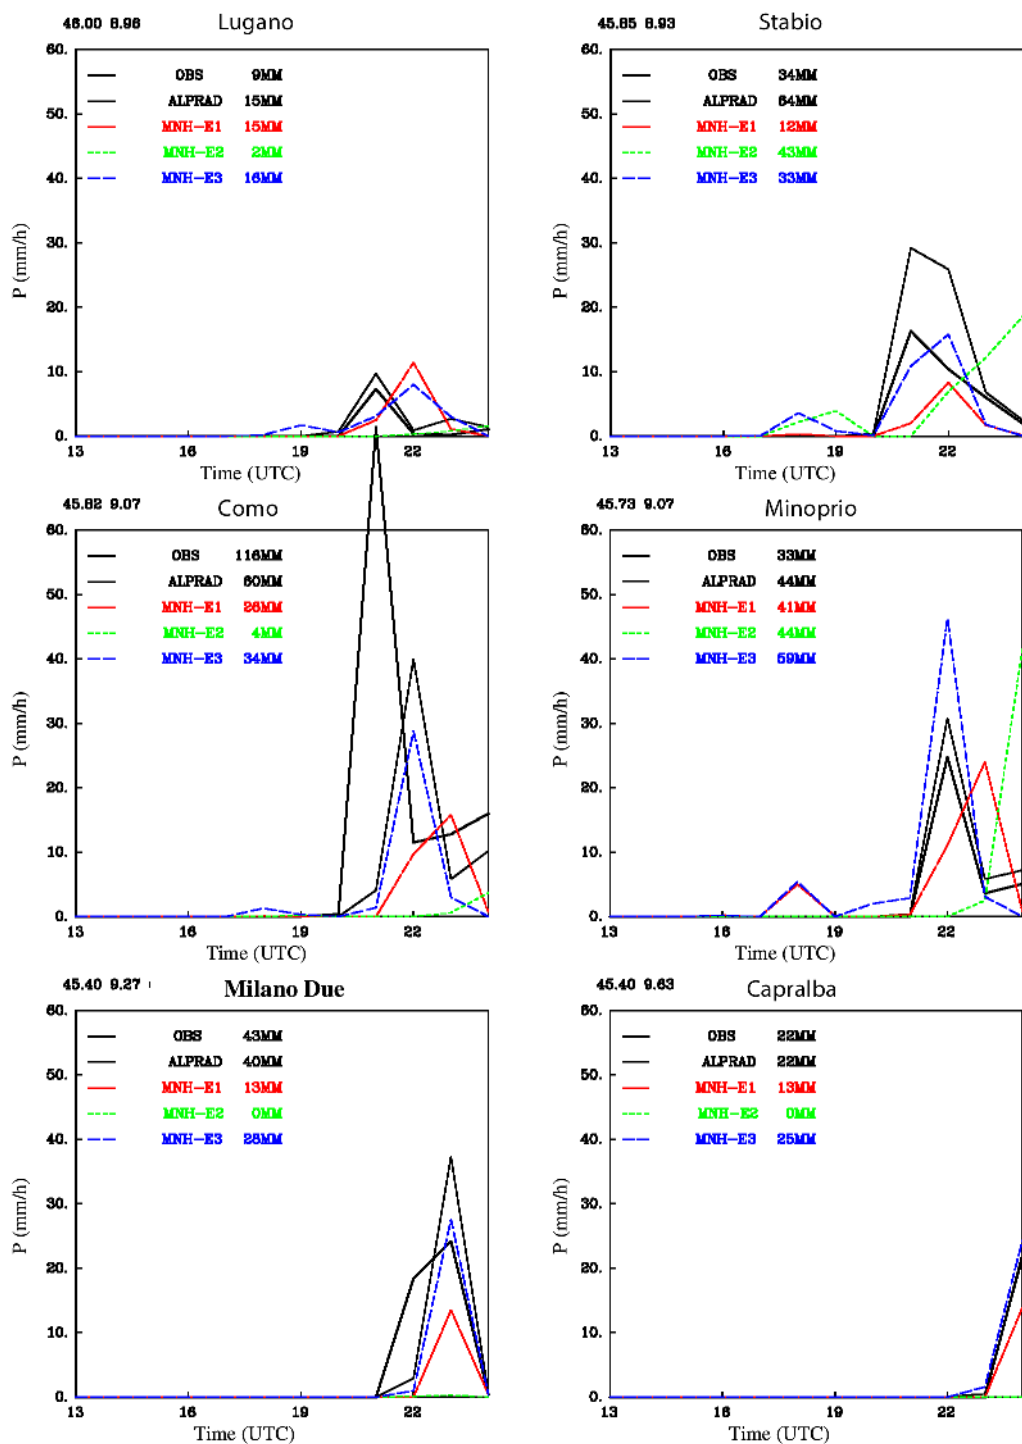 46.00 8.96 Lugano
60.
50.
40.
30.
20.
10.
0.
P (mm/h)
OBS 9MM
ALPRAD 15MM
MNH-E1 15MM
MNH-E2 2MM
MNH-E3 16MM
13 16 19 22
Time (UTC)
45.85 8.93 Stabio
60.
50.
40.
30.
20.
10.
0.
P (mm/h)
OBS 34MM
ALPRAD 64MM
MNH-E1 12MM
MNH-E2 43MM
MNH-E3 33MM
13 16 19 22
Time (UTC)
45.82 9.07 Como
60.
50.
40.
30.
20.
10.
0.
P (mm/h)
OBS 116MM
ALPRAD 60MM
MNH-E1 26MM
MNH-E2 4MM
MNH-E3 34MM
13 16 19 22
Time (UTC)
45.73 9.07 Minoprio
60.
50.
40.
30.
20.
10.
0.
P (mm/h)
OBS 33MM
ALPRAD 44MM
MNH-E1 41MM
MNH-E2 44MM
MNH-E3 59MM
13 16 19 22
Time (UTC)
45.40 9.27 Milano Due
60.
50.
40.
30.
20.
10.
0.
P (mm/h)
OBS 43MM
ALPRAD 40MM
MNH-E1 13MM
MNH-E2 0MM
MNH-E3 28MM
13 16 19 22
Time (UTC)
45.40 9.63 Capralba
60.
50.
40.
30.
20.
10.
0.
P (mm/h)
OBS 22MM
ALPRAD 22MM
MNH-E1 13MM
MNH-E2 0MM
MNH-E3 25MM
13 16 19 22
Time (UTC)